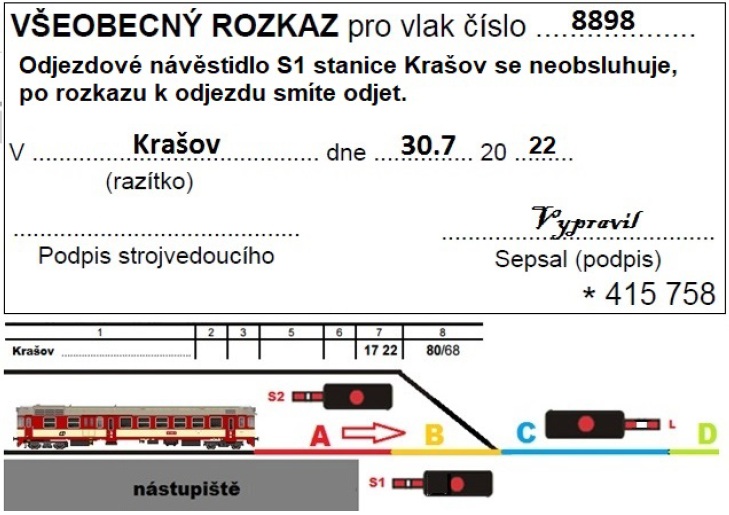 VŠEOBECNÝ ROZKAZ pro vlak číslo ....8898..........
Odjezdové návěstidlo S1 stanice Krašov se neobsluhuje,
po rozkazu k odjezdu smíte odjet.
V ............Krašov............ dne ....30.7.... 20 ..22....
(razítko)
Vypravil
Podpis strojvedoucího Sepsal (podpis)
* 415 758
1 2 3 5 6 7 8
Krašov .......................... 17 22 80/68
S2
A B C L D
S1
nástupiště